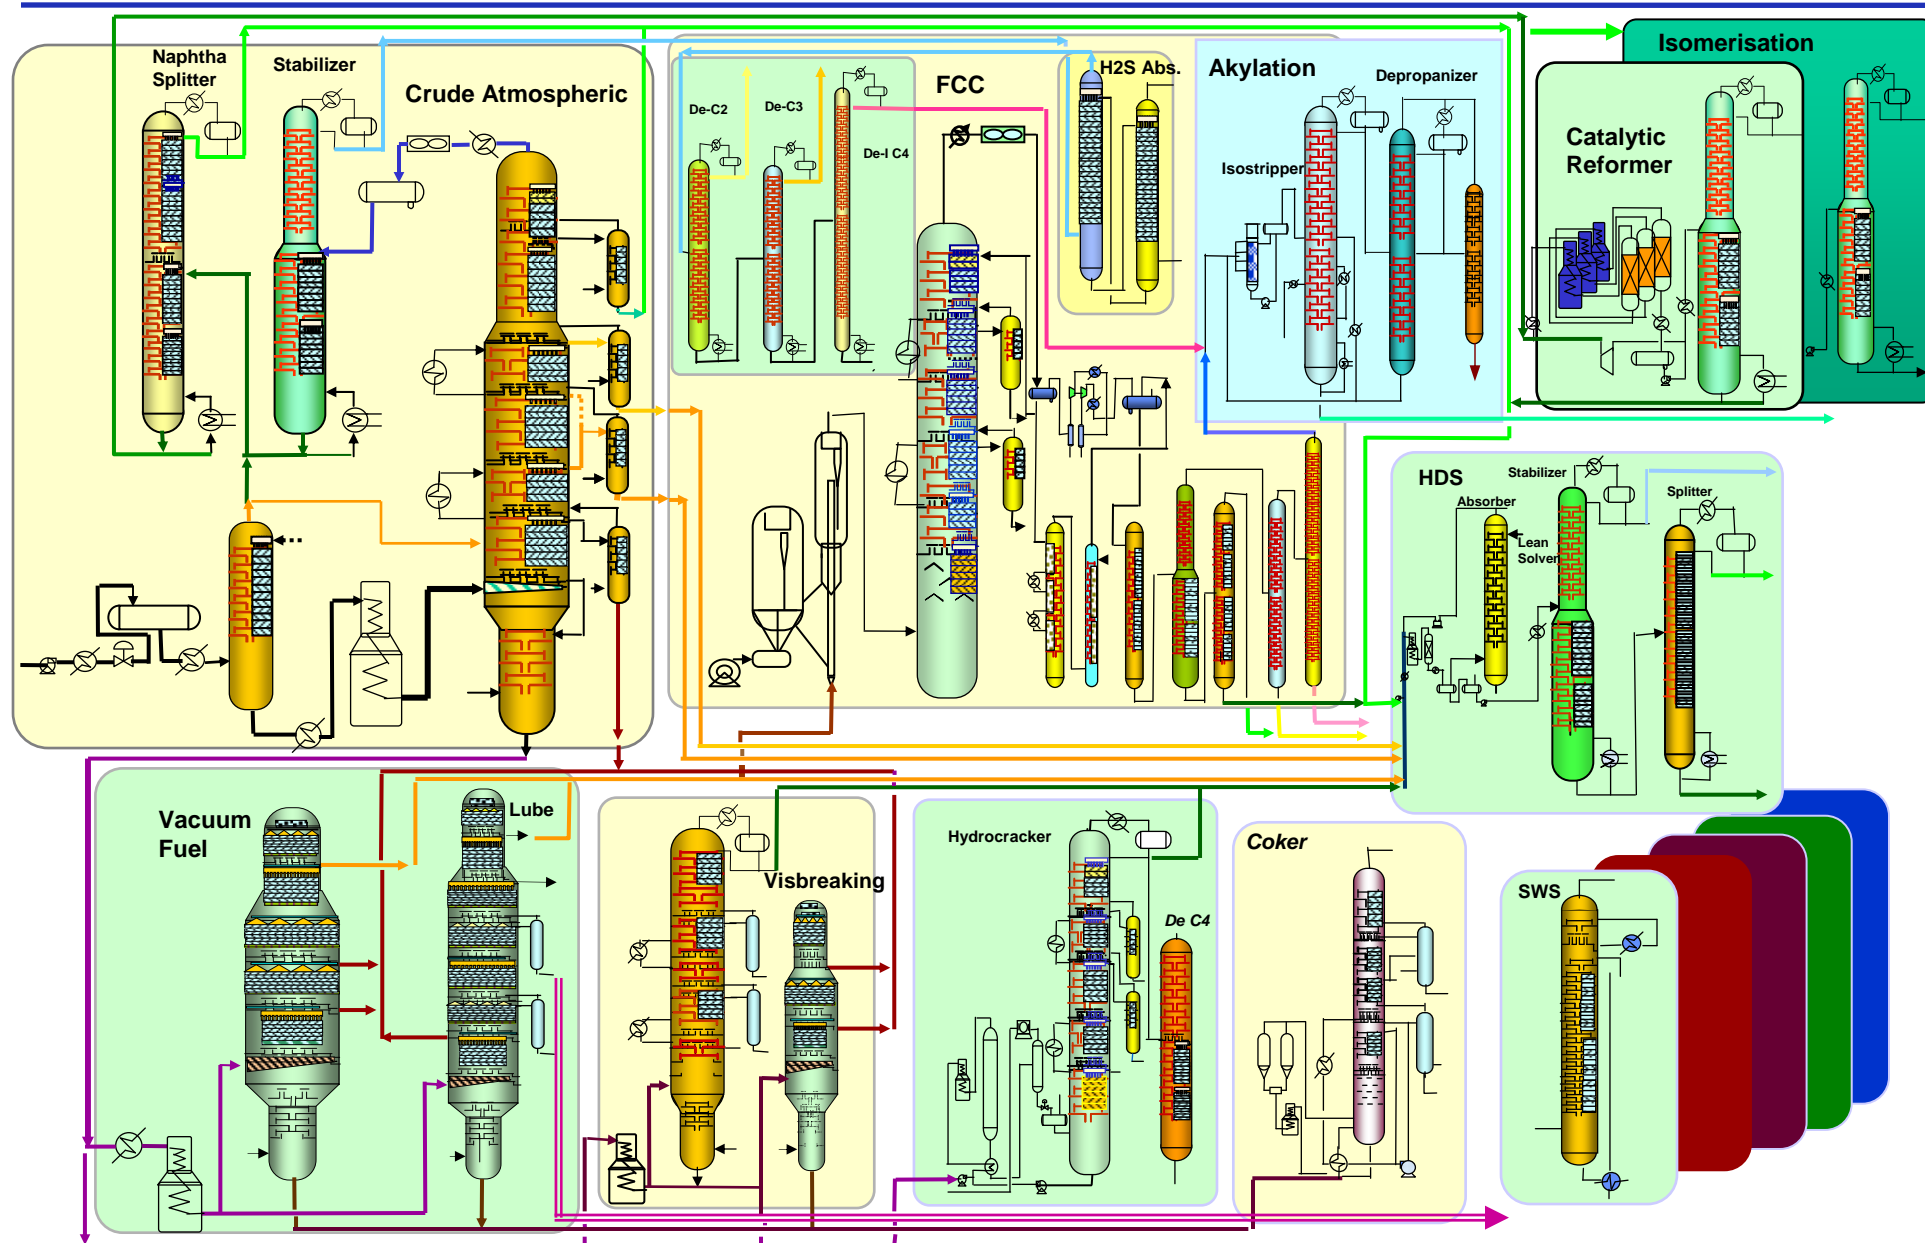 Naphtha
Splitter
Stabilizer
Crude Atmospheric
De-C2
De-C3
De-I C4
FCC
H2S Abs.
Akylation
Depropanizer
Isostripper
Isomerisation
Catalytic
Reformer
HDS
Stabilizer
Absorber
Splitter
Lean
Solver
Vacuum
Fuel
Lube
Visbreaking
Hydrocracker
De C4
Coker
SWS